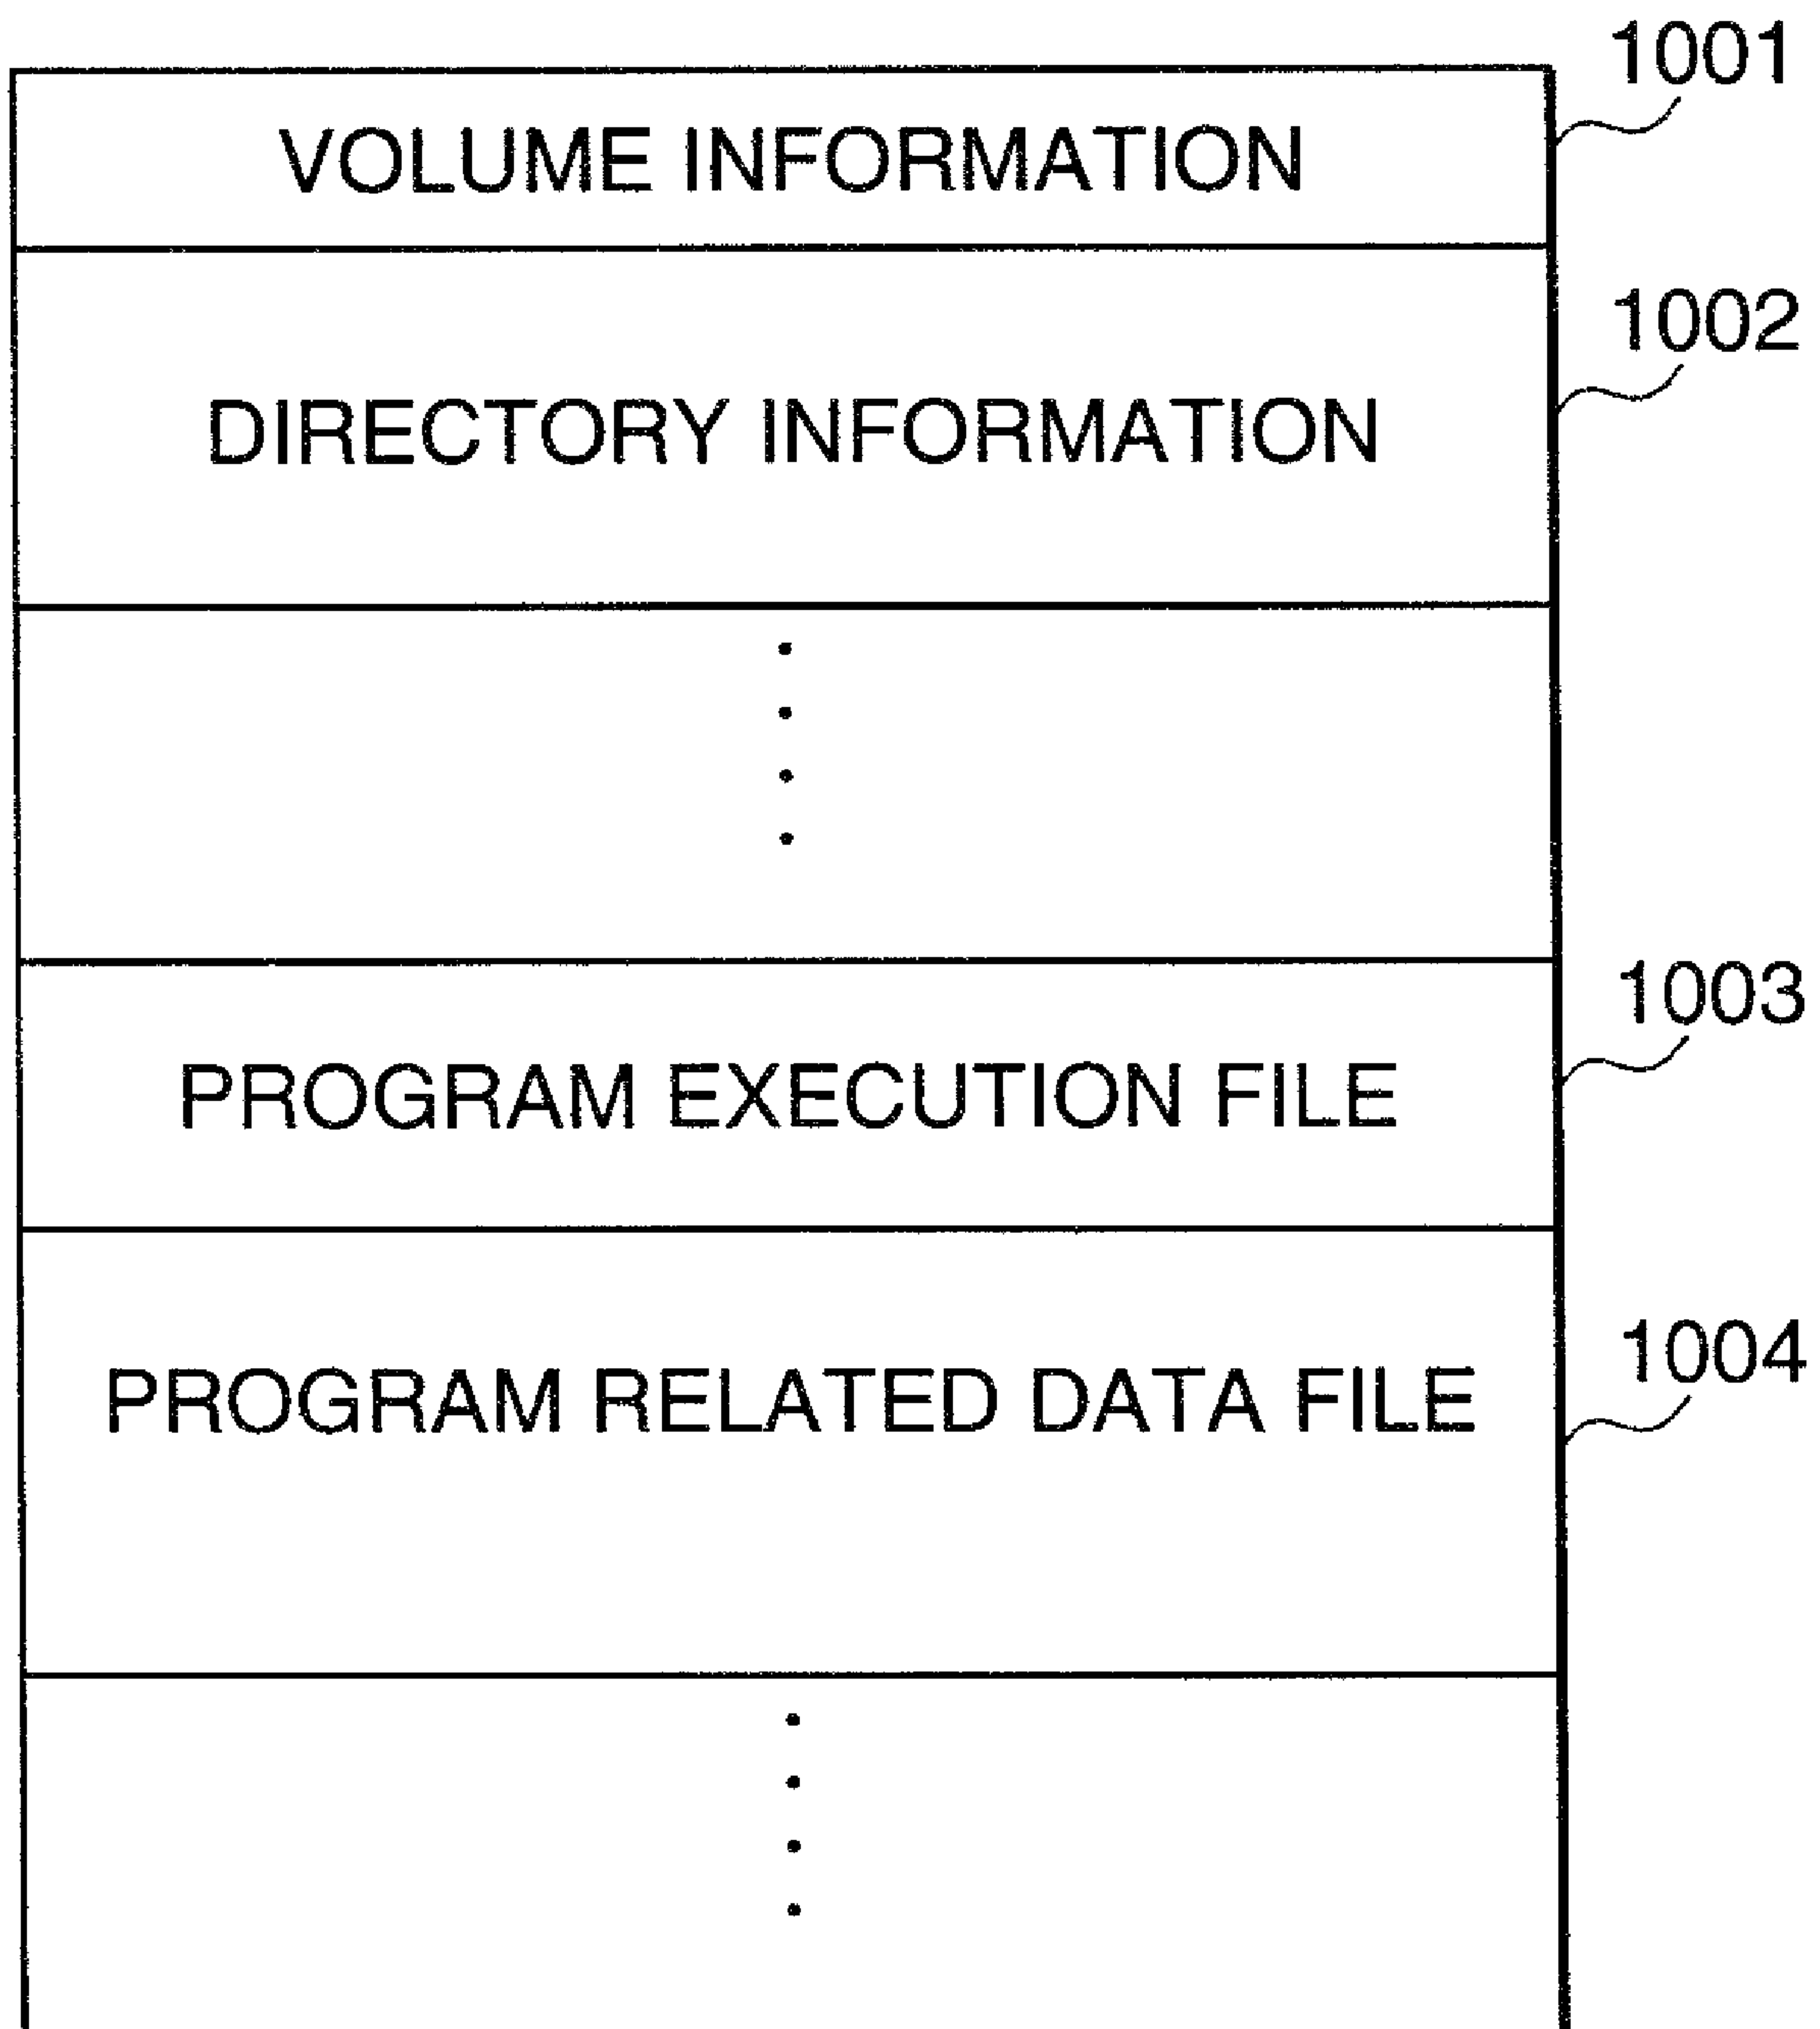 1001
VOLUME INFORMATION
1002
DIRECTORY INFORMATION
1003
PROGRAM EXECUTION FILE
1004
PROGRAM RELATED DATA FILE